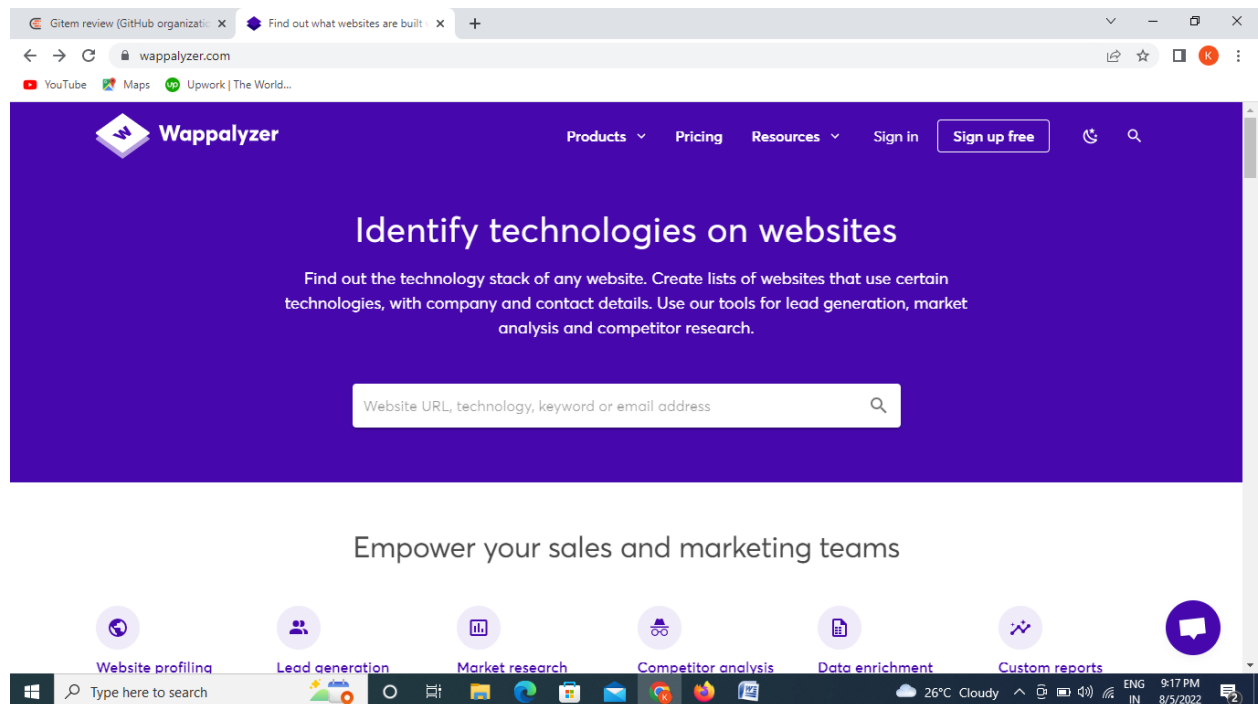 Gitem review (GitHub organizatic
Find out what websites are built
wappalyzer.com
K
YouTube
Maps
up
Upwork | The World...
W
Wappalyzer
Products
Pricing
Resources
Sign in
Sign up free
Identify technologies on websites
Find out the technology stack of any website. Create lists of websites that use certain
technologies, with company and contact details. Use our tools for lead generation, market
analysis and competitor research.
Website URL, technology, keyword or email address
Empower your sales and marketing teams
Website profiling
Lead generation
Market research
Competitor analysis
Data enrichment
Custom reports
Type here to search
26°C Cloudy
ENG
IN
9:17 PM
8/5/2022
2